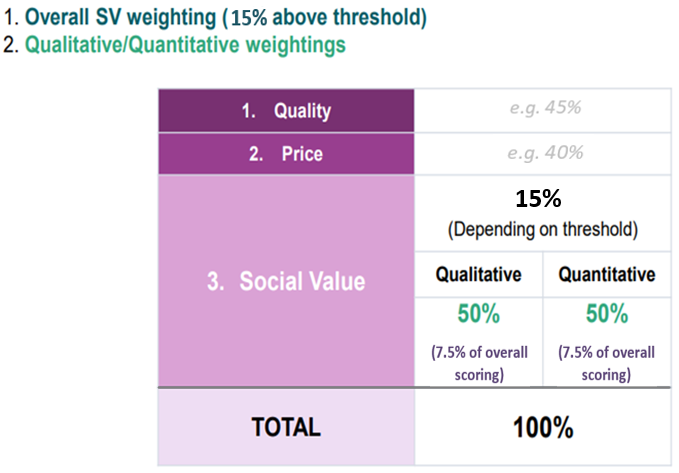 1. Overall SV weighting (15% above threshold)
2. Qualitative/Quantitative weightings
1. Quality
e.g. 45%
2. Price
e.g. 40%
3. Social Value
15%
(Depending on threshold)
Qualitative
Quantitative
50%
50%
(7.5% of overall
scoring)
(7.5% of overall
scoring)
TOTAL
100%